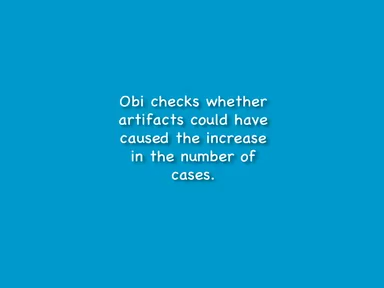 Obi checks whether
artifacts could have
caused the increase
in the number of
cases.